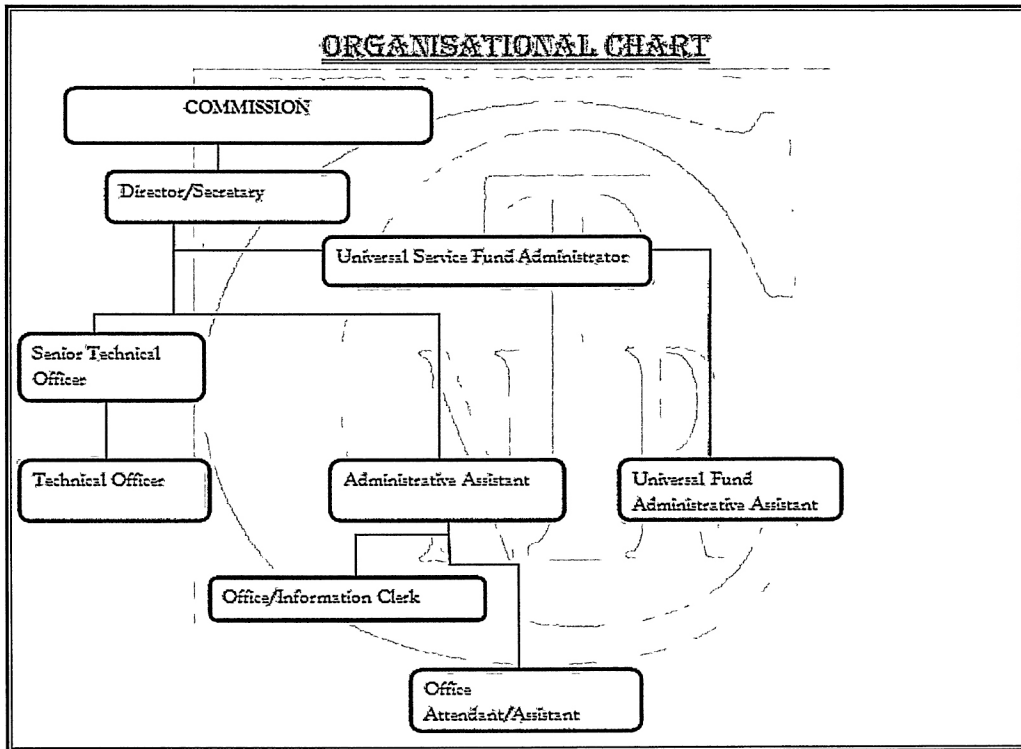 ORGANISATIONAL CHART
COMMISSION
Director/Secretary
Universal Service Fund Administrator
Senior Technical
Officer
Technical Officer
Administrative Assistant
Universal Fund
Administrative Assistant
Office/Information Clerk
Office
Attendant/Assistant